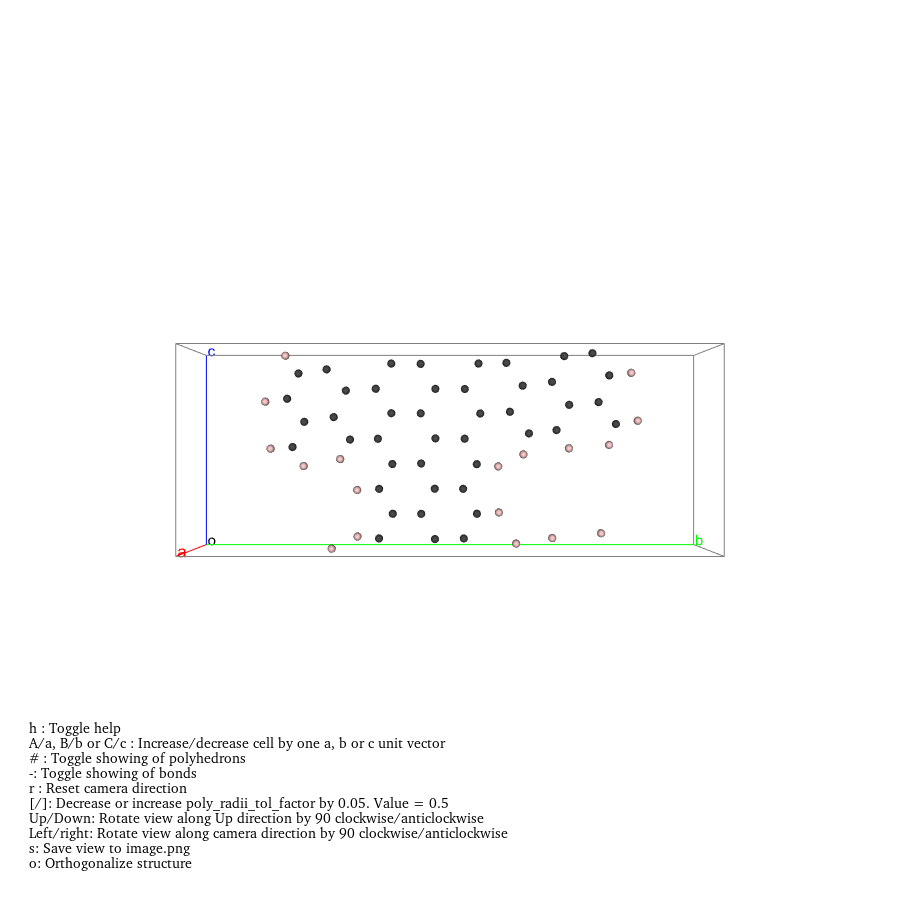 c
o
a
b
h : Toggle help
A/a, B/b or C/c : Increase/decrease cell by one a, b or c unit vector
# : Toggle showing of polyhedrons
-: Toggle showing of bonds
r : Reset camera direction
[/]: Decrease or increase poly_radii_tol_factor by 0.05. Value = 0.5
Up/Down: Rotate view along Up direction by 90 clockwise/anticlockwise
Left/right: Rotate view along camera direction by 90 clockwise/anticlockwise
s: Save view to image.png
o: Orthogonalize structure